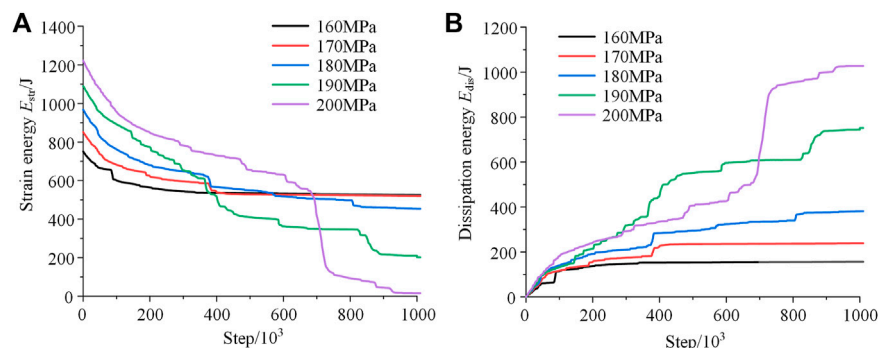 A
Strain energy Estr/J
1400
1200
1000
800
600
400
200
0
0 200 400 600 800 1000
Step/10³
160MPa
170MPa
180MPa
190MPa
200MPa
B
Dissipation energy Edis/J
1200
1000
800
600
400
200
0
0 200 400 600 800 1000
Step/10³
160MPa
170MPa
180MPa
190MPa
200MPa